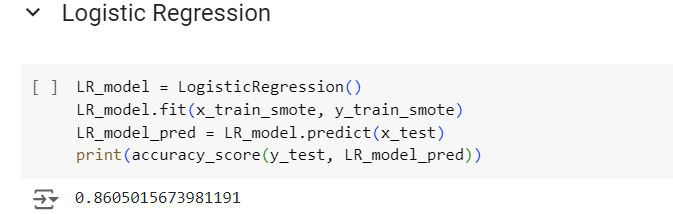 Logistic Regression
[ ] LR_model = LogisticRegression()
LR_model.fit(x_train_smote, y_train_smote)
LR_model_pred = LR_model.predict(x_test)
print(accuracy_score(y_test, LR_model_pred))
0.8605015673981191